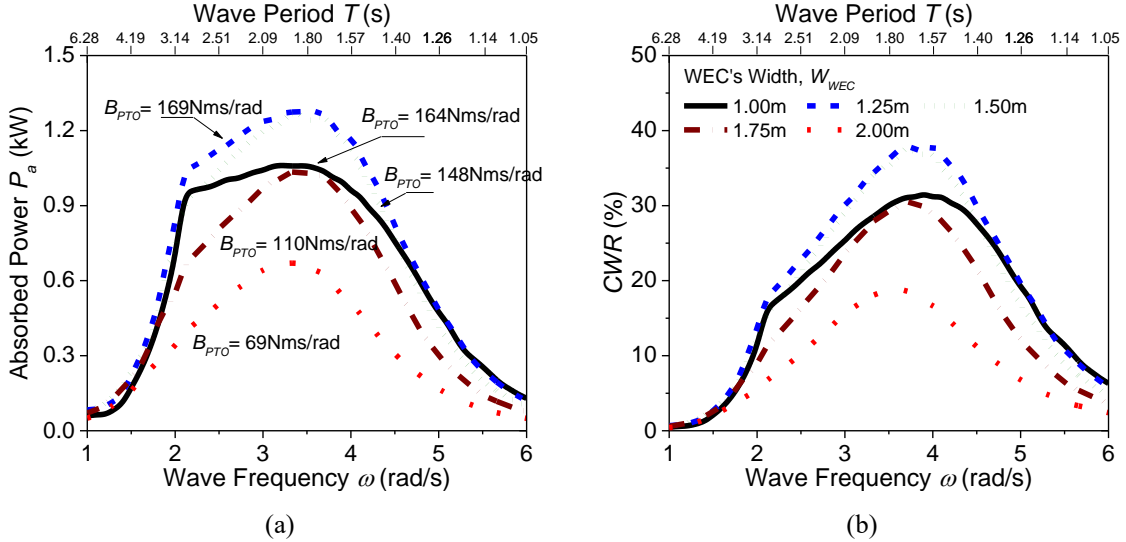 Wave Period T (s)
6.28 4.19 3.14 2.51 2.09 1.80 1.57 1.40 1.26 1.14 1.05
1.5
1.2
0.9
0.6
0.3
0.0
Absorbed Power P_a (kW)
B_PTO= 169Nms/rad
B_PTO= 164Nms/rad
B_PTO= 148Nms/rad
B_PTO= 110Nms/rad
B_PTO= 69Nms/rad
1 2 3 4 5 6
Wave Frequency ω (rad/s)
(a)
Wave Period T (s)
6.28 4.19 3.14 2.51 2.09 1.80 1.57 1.40 1.26 1.14 1.05
50
40
30
20
10
0
CWR (%)
WEC's Width, W_WEC
1.00m 1.25m 1.50m
1.75m 2.00m
1 2 3 4 5 6
Wave Frequency ω (rad/s)
(b)